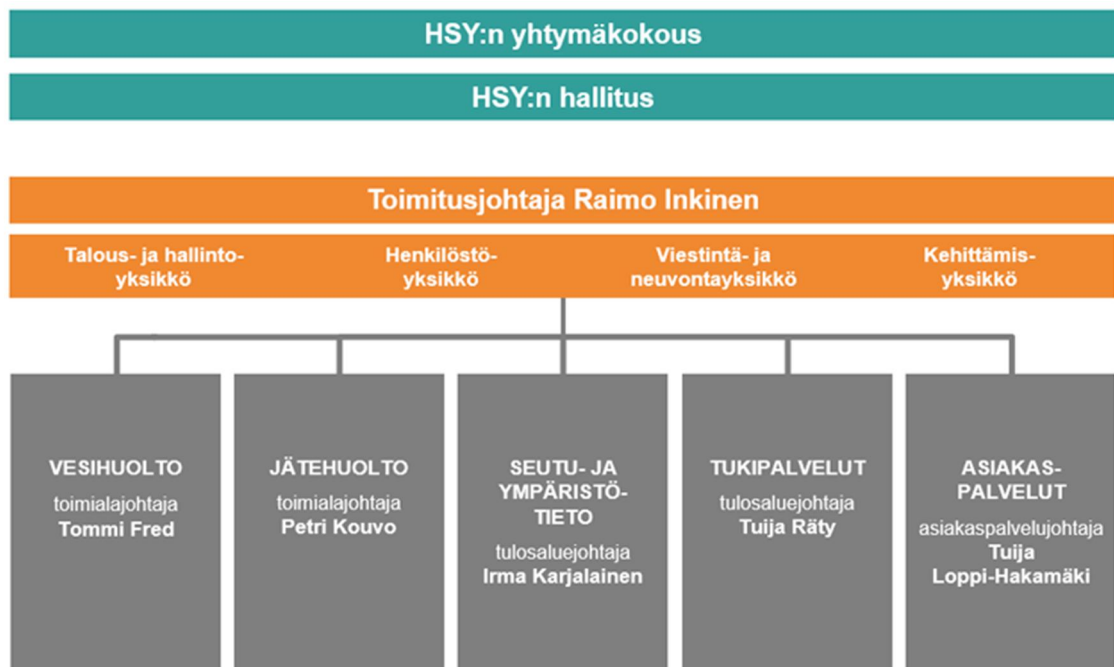 HSY:n yhtymäkokous
HSY:n hallitus
Toimitusjohtaja Raimo Inkinen
Talous- ja hallinto-
yksikkö
Henkilöstö-
yksikkö
Viestintä- ja
neuvontayksikkö
Kehittämis-
yksikkö
VESIHUOLTO
toimialajohtaja
Tommi Fred
JÄTEHUOLTO
toimialajohtaja
Petri Kouvo
SEUTU- JA
YMPÄRISTÖ-
TIETO
tulosaluejohtaja
Irma Karjalainen
TUKIPALVELUT
tulosaluejohtaja
Tuija Räty
ASIAKAS-
PALVELUT
asiakaspalvelujohtaja
Tuija
Loppi-Hakamäki